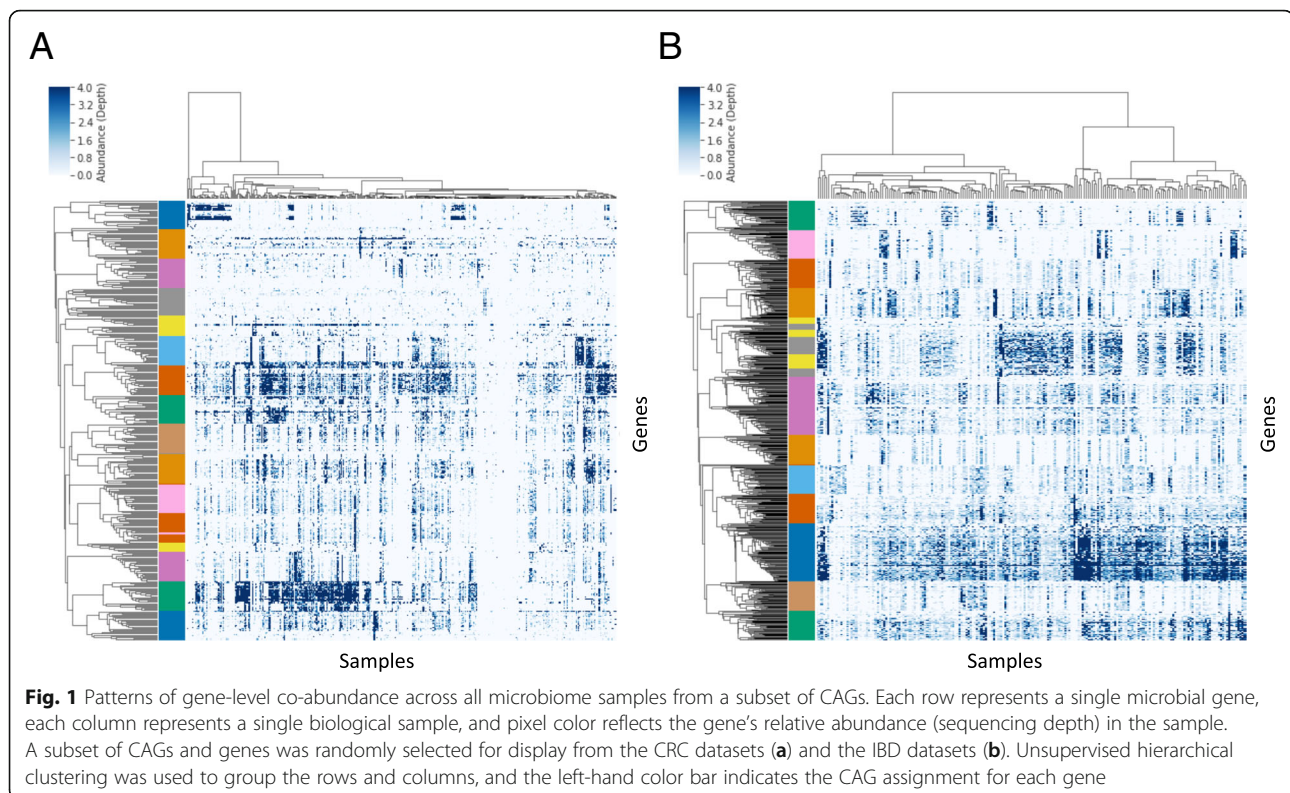 A
B
4.0
3.2
2.4
1.6
0.8
0.0
Abundance (Depth)
4.0
3.2
2.4
1.6
0.8
0.0
Abundance (Depth)
Genes
Genes
Samples
Samples
Fig. 1 Patterns of gene-level co-abundance across all microbiome samples from a subset of CAGs. Each row represents a single microbial gene,
each column represents a single biological sample, and pixel color reflects the gene's relative abundance (sequencing depth) in the sample.
A subset of CAGs and genes was randomly selected for display from the CRC datasets (a) and the IBD datasets (b). Unsupervised hierarchical
clustering was used to group the rows and columns, and the left-hand color bar indicates the CAG assignment for each gene